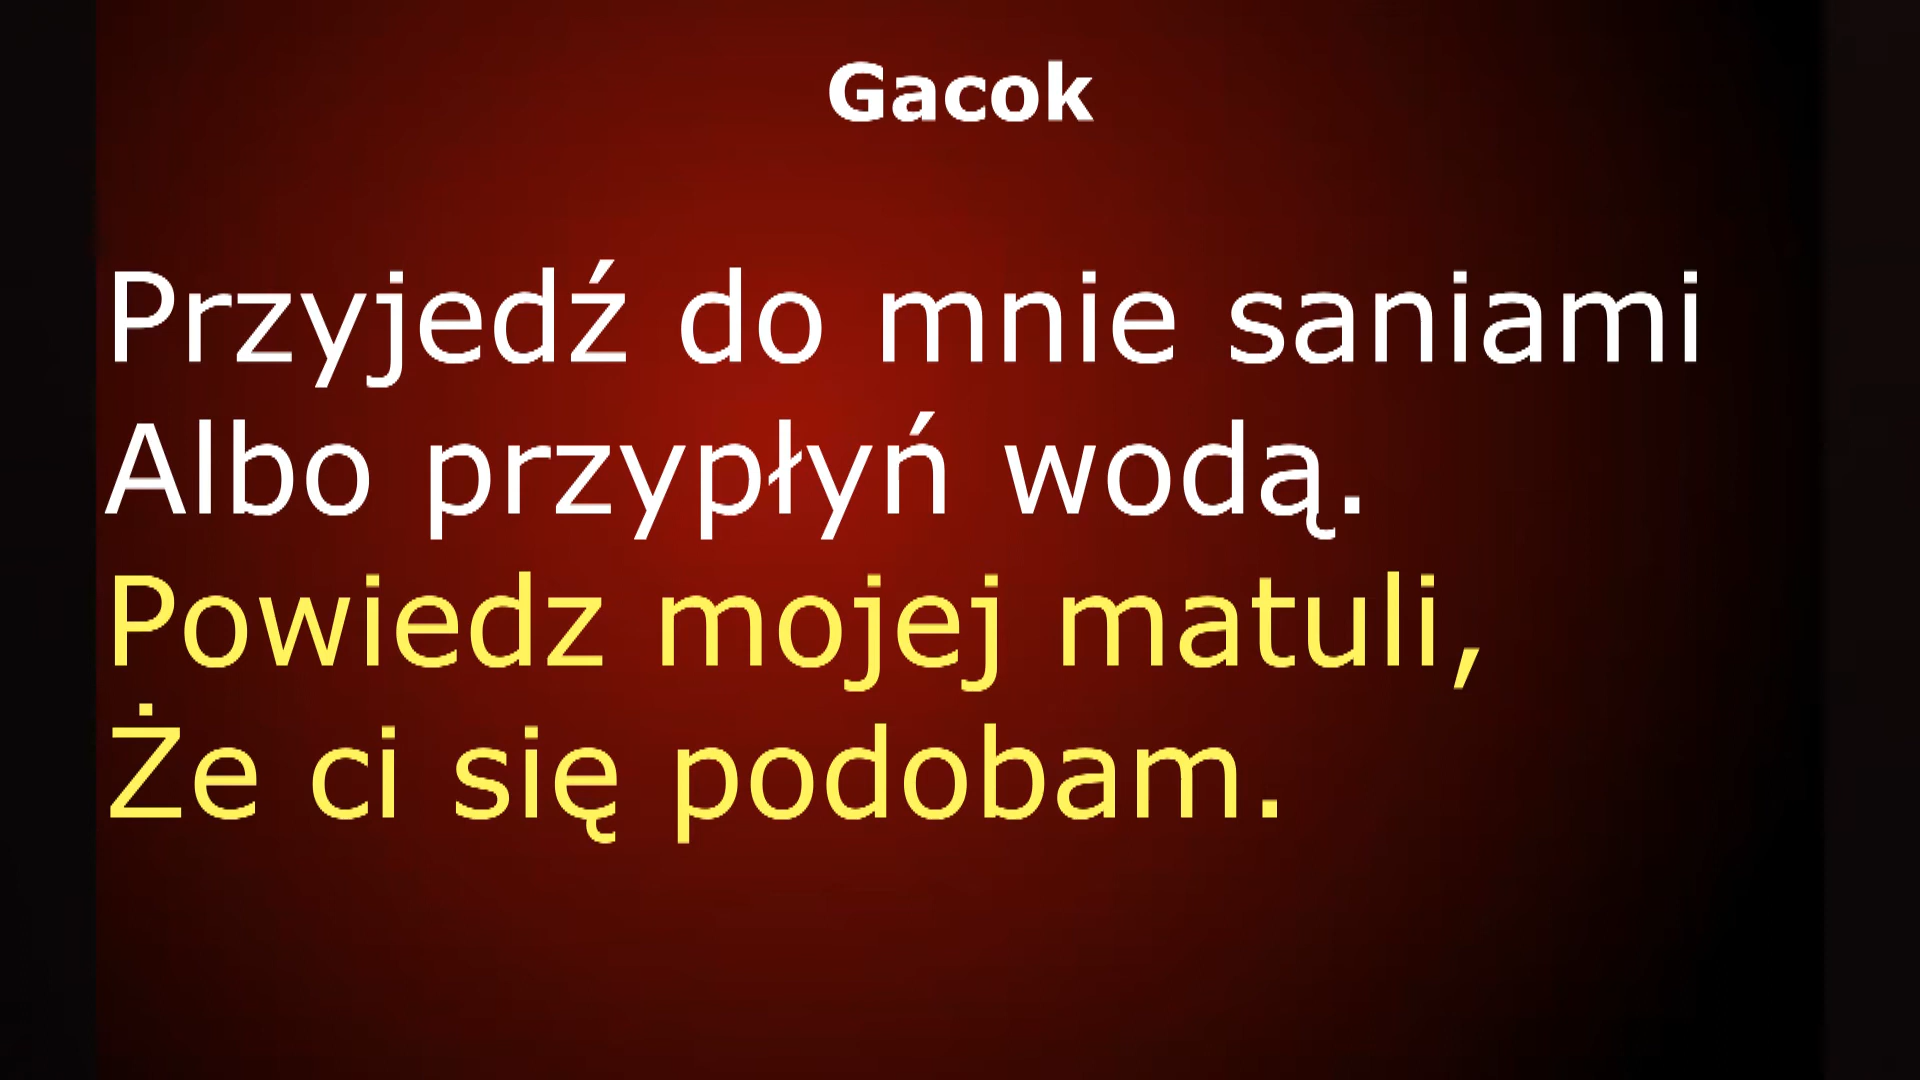 Gacok
Przyjedź do mnie saniami
Albo przypłyń wodą.
Powiedz mojej matuli,
Że ci się podobam.